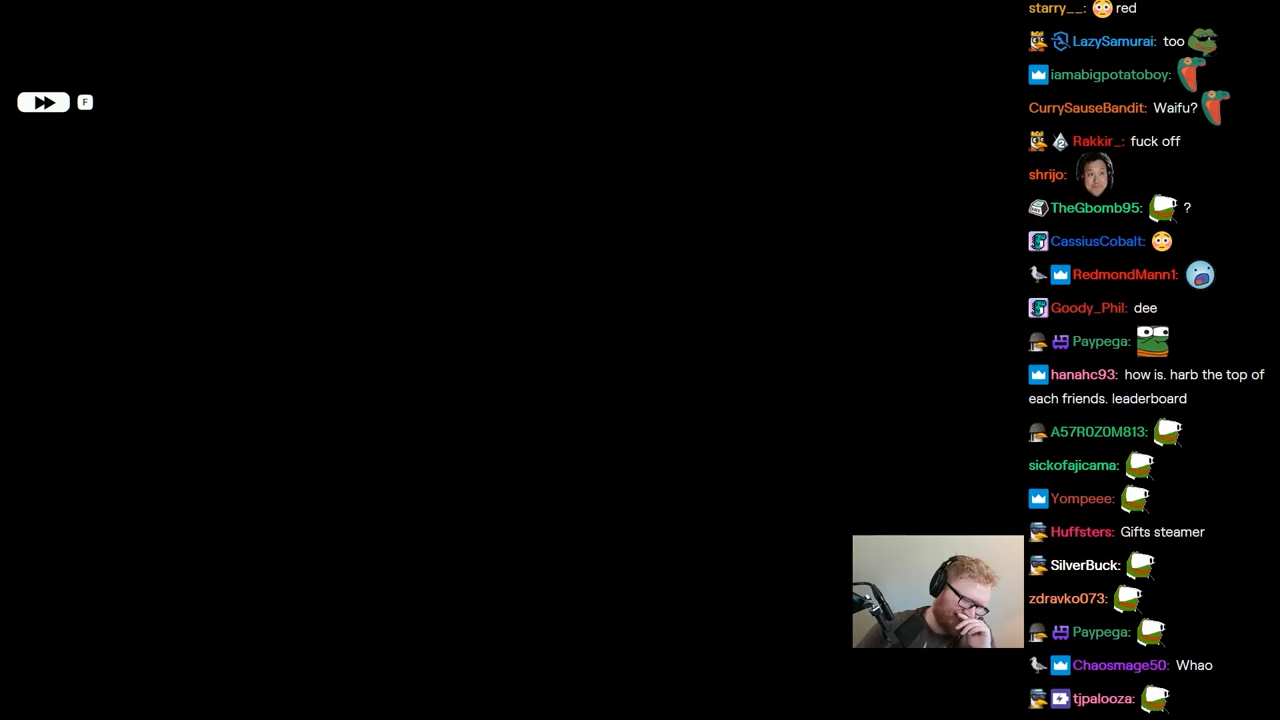 starry__: red
LazySamurai: too
iamabigpotatoboy:
F
CurrySauseBandit: Waifu?
Rakkir_: fuck off
shrijo:
TheGbomb95: ?
CassiusCobalt:
RedmondMann1:
Goody_Phil: dee
Paypega:
hanahc93: how is. harb the top of
each friends. leaderboard
A57R0Z0M813:
sickofajicama:
Yompeee:
Huffsters: Gifts steamer
SilverBuck:
zdravko073:
Paypega:
Chaosmage50: Whao
tjpalooza: